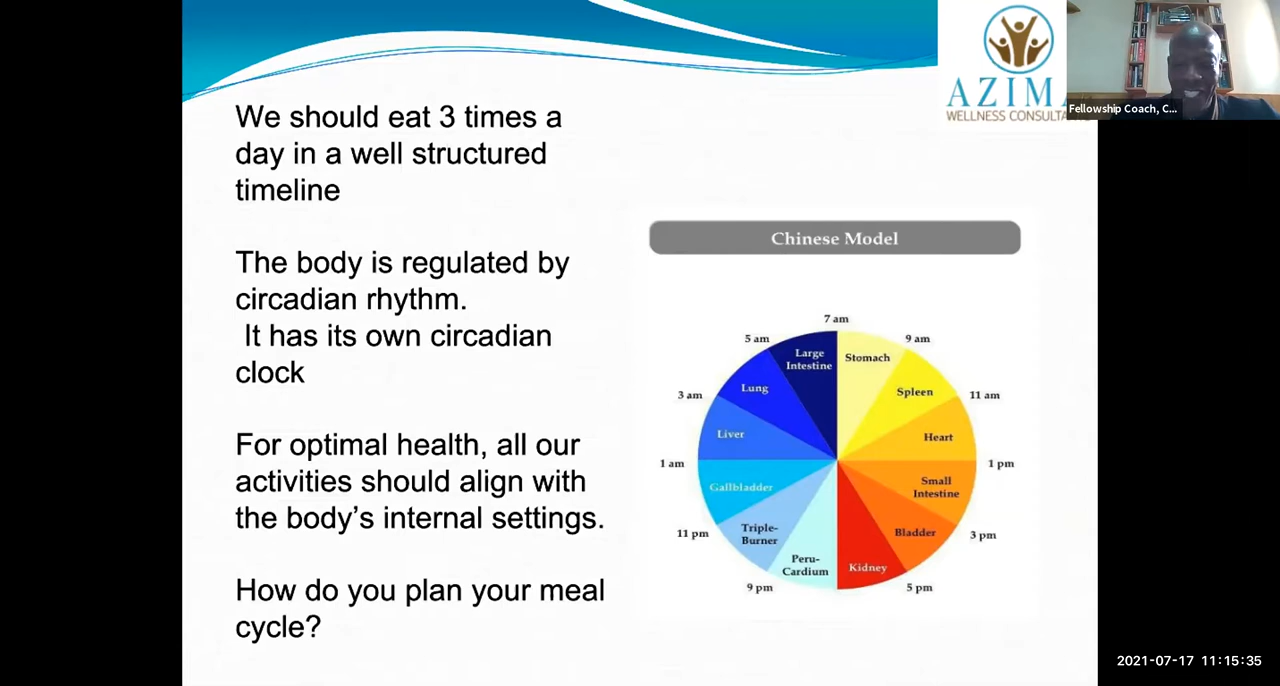 We should eat 3 times a
day in a well structured
timeline
The body is regulated by
circadian rhythm.
It has its own circadian
clock
For optimal health, all our
activities should align with
the body's internal settings.
How do you plan your meal
cycle?
AZIM
WELLNESS CONSULTA
Fellowship Coach, C...
Chinese Model
7 am
5 am
9 am
Large
Intestine
Stomach
Lung
Spleen
3 am
11 am
Liver
Heart
1 am
1 pm
Gallbladder
Small
Intestine
Triple-
Burner
Bladder
11 pm
3 pm
Peru-
Cardium
Kidney
9 pm
5 pm
2021-07-17 11:15:35